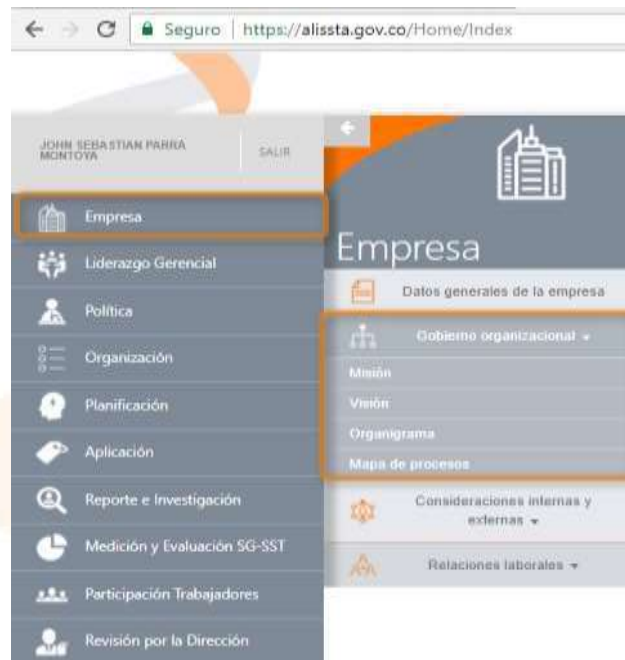 Seguro | https://alissta.gov.co/Home/Index
JOHN SEBASTIAN PARRA
MONTOYA
SALIR
Empresa
Liderazgo Gerencial
Política
Organización
Planificación
Aplicación
Reporte e Investigación
Medición y Evaluación SG-SST
Participación Trabajadores
Revisión por la Dirección
Empresa
Datos generales de la empresa
Gobierno organizacional
Misión
Visión
Organigrama
Mapa de procesos
Consideraciones internas y
externas
Relaciones laborales